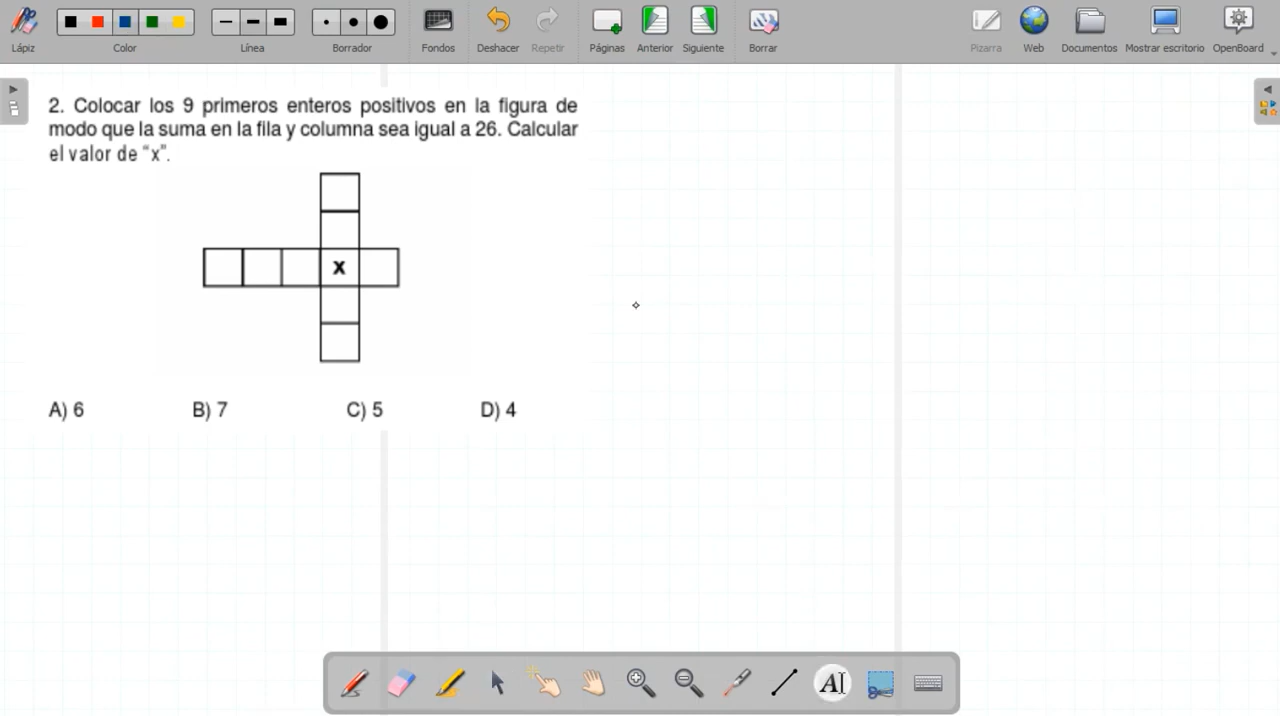 Lápiz
Color
Línea
Borrador
Fondos
Deshacer
Repetir
Páginas
Anterior
Siguiente
Borrar
Pizarra
Web
Documentos
Mostrar escritorio
OpenBoard
2. Colocar los 9 primeros enteros positivos en la figura de
modo que la suma en la fila y columna sea igual a 26. Calcular
el valor de “x”.
x
A) 6 B) 7 C) 5 D) 4
AI